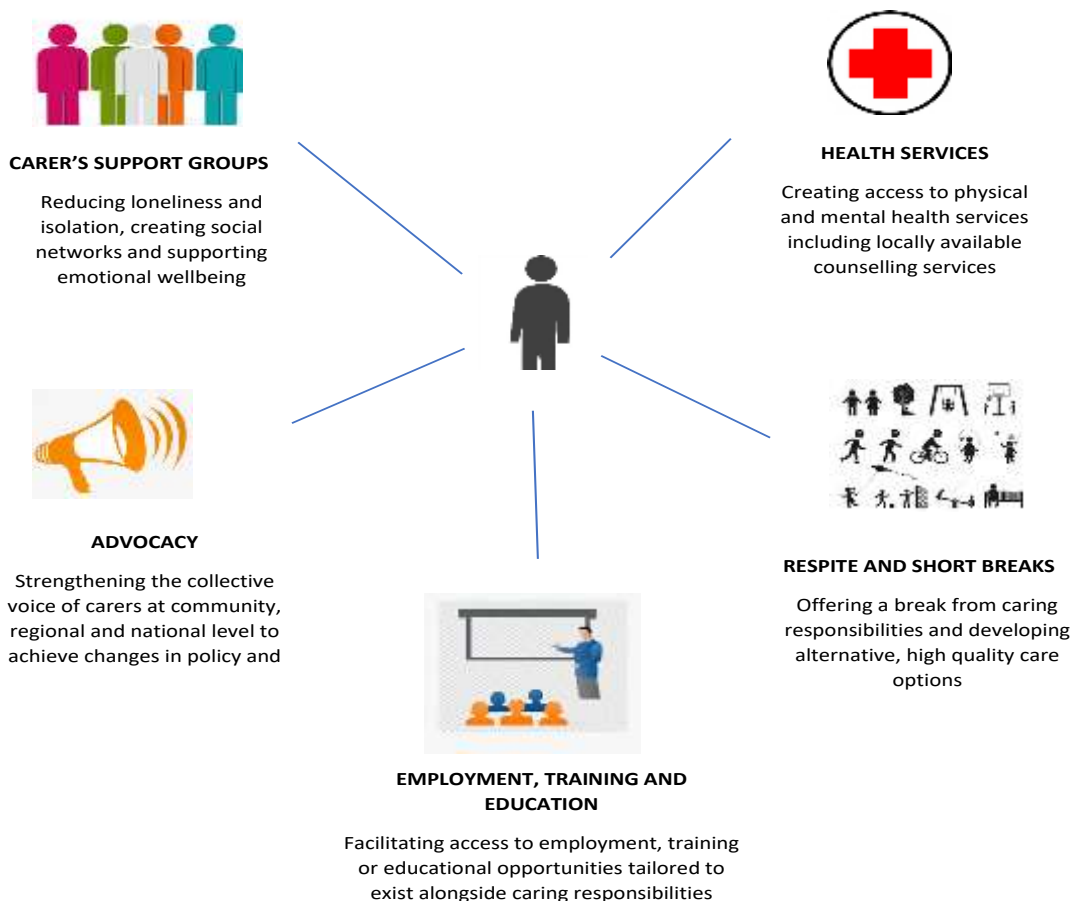 CARER’S SUPPORT GROUPS
Reducing loneliness and
isolation, creating social
networks and supporting
emotional wellbeing
HEALTH SERVICES
Creating access to physical
and mental health services
including locally available
counselling services
ADVOCACY
Strengthening the collective
voice of carers at community,
regional and national level to
achieve changes in policy and
RESPITE AND SHORT BREAKS
Offering a break from caring
responsibilities and developing
alternative, high quality care
options
EMPLOYMENT, TRAINING AND
EDUCATION
Facilitating access to employment, training
or educational opportunities tailored to
exist alongside caring responsibilities